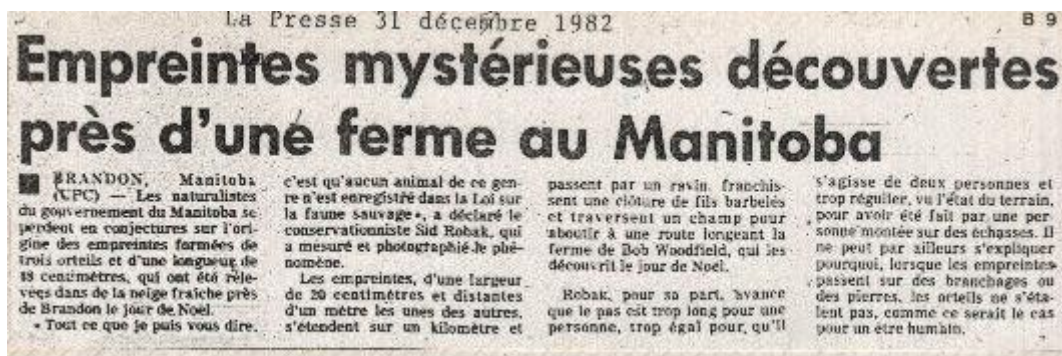 La Presse 31 décembre 1982
B 9
Empreintes mystérieuses découvertes
près d'une ferme au Manitoba
BRANDON, Manitoba
(UPC) — Les naturalistes
du gouvernement du Manitoba se
perdent en conjectures sur l'ori-
gine des empreintes formées de
trois orteils et d'une longueur de
centimètres, qui ont été rele-
vées dans de la neige fraîche près
de Brandon le jour de Noël.
« Tout ce que je puis vous dire,
c'est qu'aucun animal de ce gen-
re n'est enregistré dans la Loi sur
la faune sauvage », a déclaré le
conservationniste Sid Robak, qui
a mesuré et photographié le phé-
nomène.
Les empreintes, d'une largeur
de 20 centimètres et distantes
d'un mètre les unes des autres,
s'étendent sur un kilomètre et
passent par un ravin, franchis-
sent une clôture de fils barbelés
et traversent un champ pour
aboutir à une route longeant la
ferme de Bob Woodfield, qui les
découvrit le jour de Noël.
Robak, pour sa part, avance
que le pas est trop long pour une
personne, trop égal pour qu'il
s'agisse de deux personnes et
trop régulier, vu l'état du terrain,
pour avoir été fait par une per-
sonne montée sur des échasses. Il
ne peut par ailleurs s'expliquer
pourquoi, lorsque les empreintes
passent sur des branchages ou
des pierres, les orteils ne s'éta-
lent pas, comme ce serait le cas
pour un être humain.